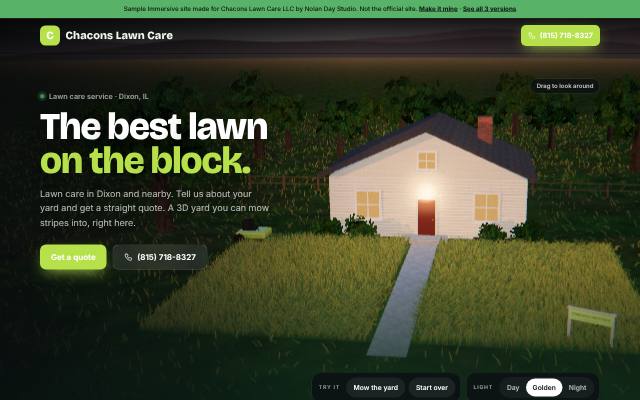 Sample Immersive site made for Chacons Lawn Care LLC by Nolan Day Studio. Not the official site. Make it mine · See all 3 versions
C Chacons Lawn Care
(815) 718-8327
Drag to look around
Lawn care service · Dixon, IL
The best lawn
on the block.
Lawn care in Dixon and nearby. Tell us about your
yard and get a straight quote. A 3D yard you can mow
stripes into, right here.
Get a quote
(815) 718-8327
TRY IT Mow the yard Start over
LIGHT Day Golden Night